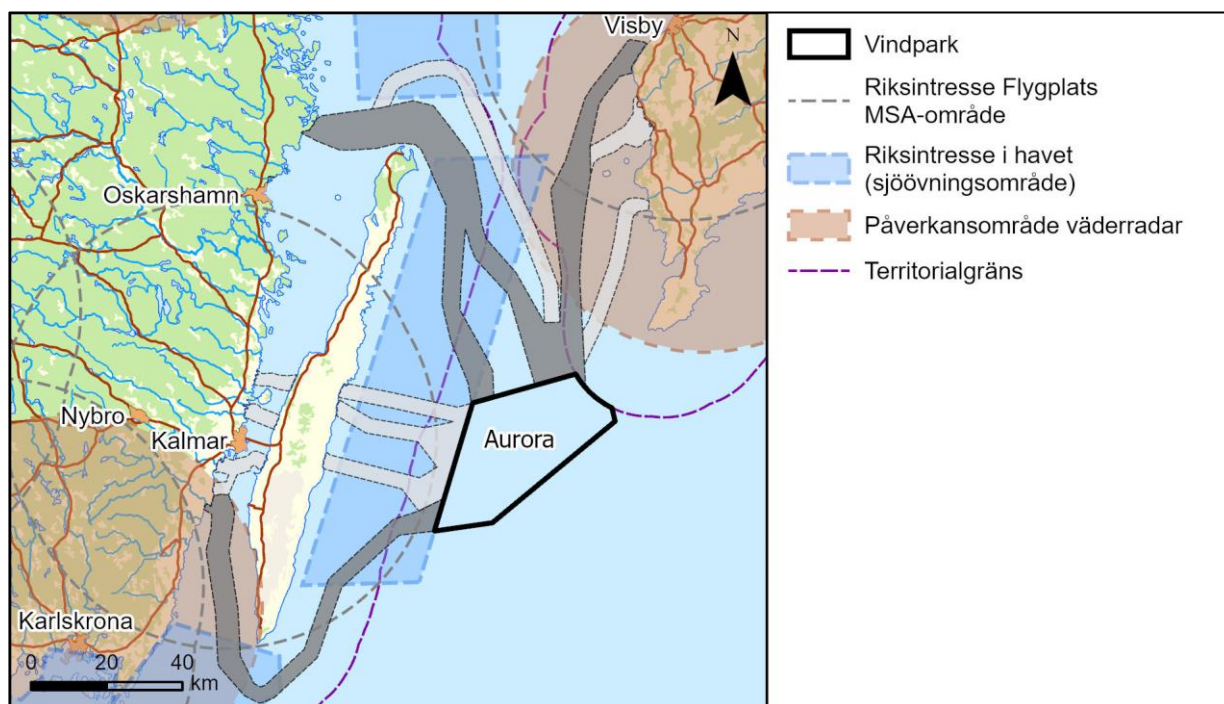 Visby
N
Oskarshamn
Nybro
Kalmar
Aurora
Karlskrona
0 20 40
km
Vindpark
Riksintresse Flygplats
MSA-område
Riksintresse i havet
(sjöövningsområde)
Påverkansområde väderradar
Territorialgräns